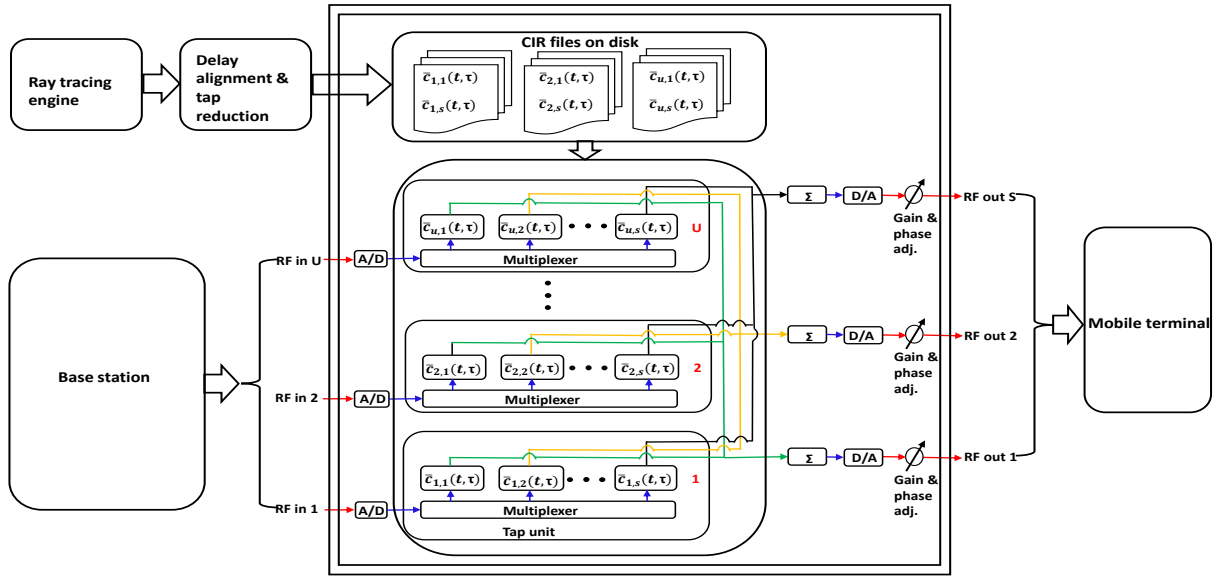 Ray tracing
engine
Delay
alignment &
tap
reduction
CIR files on disk
c̅₁,₁(t, τ)
c̅₁,ₛ(t, τ)
c̅₂,₁(t, τ)
c̅₂,ₛ(t, τ)
c̅ᵤ,₁(t, τ)
c̅ᵤ,ₛ(t, τ)
Base station
RF in U
A/D
c̅ᵤ,₁(t, τ)
c̅ᵤ,₂(t, τ)
c̅ᵤ,ₛ(t, τ)
U
Multiplexer
Σ
D/A
Gain &
phase
adj.
RF out S
RF in 2
A/D
c̅₂,₁(t, τ)
c̅₂,₂(t, τ)
c̅₂,ₛ(t, τ)
2
Multiplexer
Σ
D/A
Gain &
phase
adj.
RF out 2
RF in 1
A/D
c̅₁,₁(t, τ)
c̅₁,₂(t, τ)
c̅₁,ₛ(t, τ)
1
Multiplexer
Tap unit
Σ
D/A
Gain &
phase
adj.
RF out 1
Mobile terminal